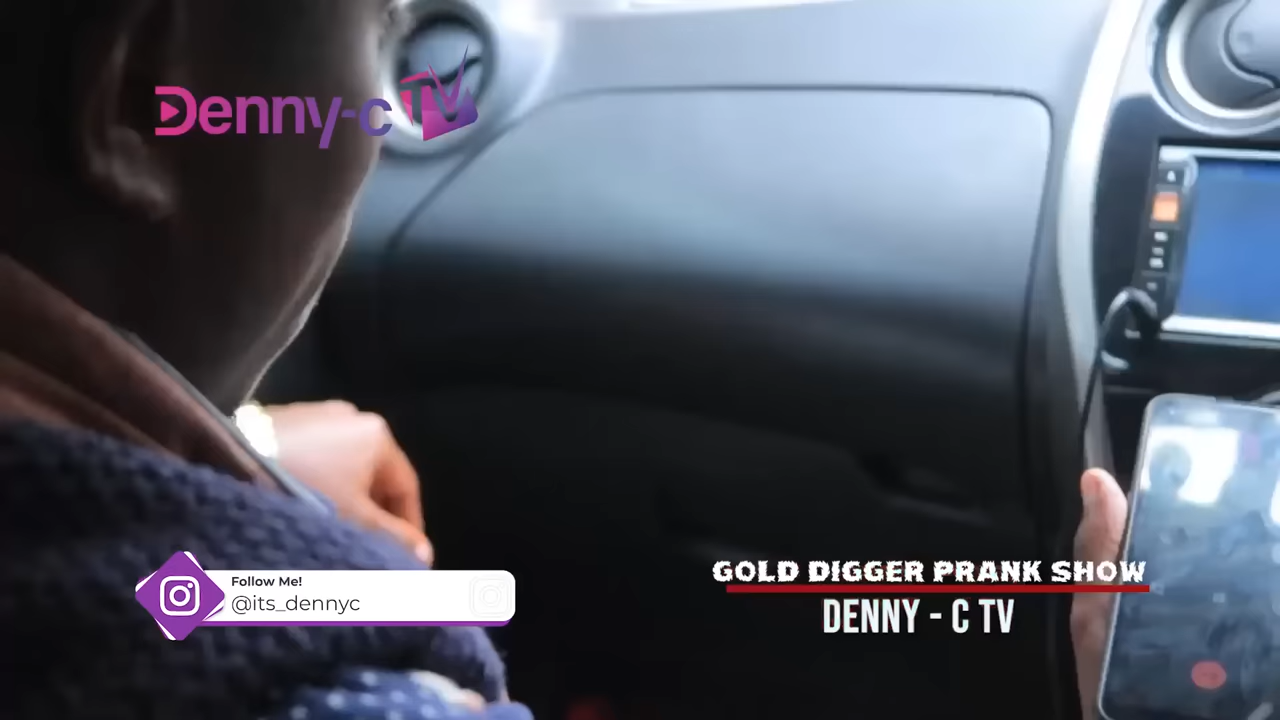 Denny-c TV
GOLD DIGGER PRANK SHOW
Follow Me!
@its_dennyc
DENNY - C TV